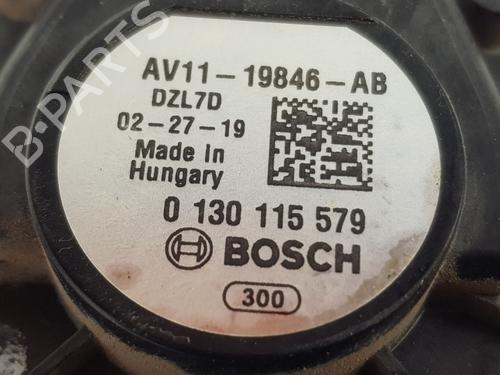 AV11-19846-AB
DZL7D
02-27-19
Made in
Hungary
0 130 115 579
BOSCH
300
B-PARTS